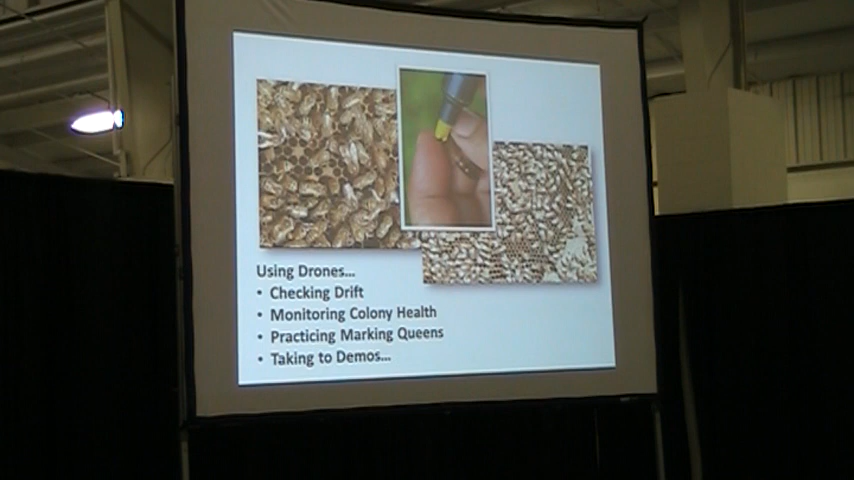 Using Drones...
• Checking Drift
• Monitoring Colony Health
• Practicing Marking Queens
• Taking to Demos...